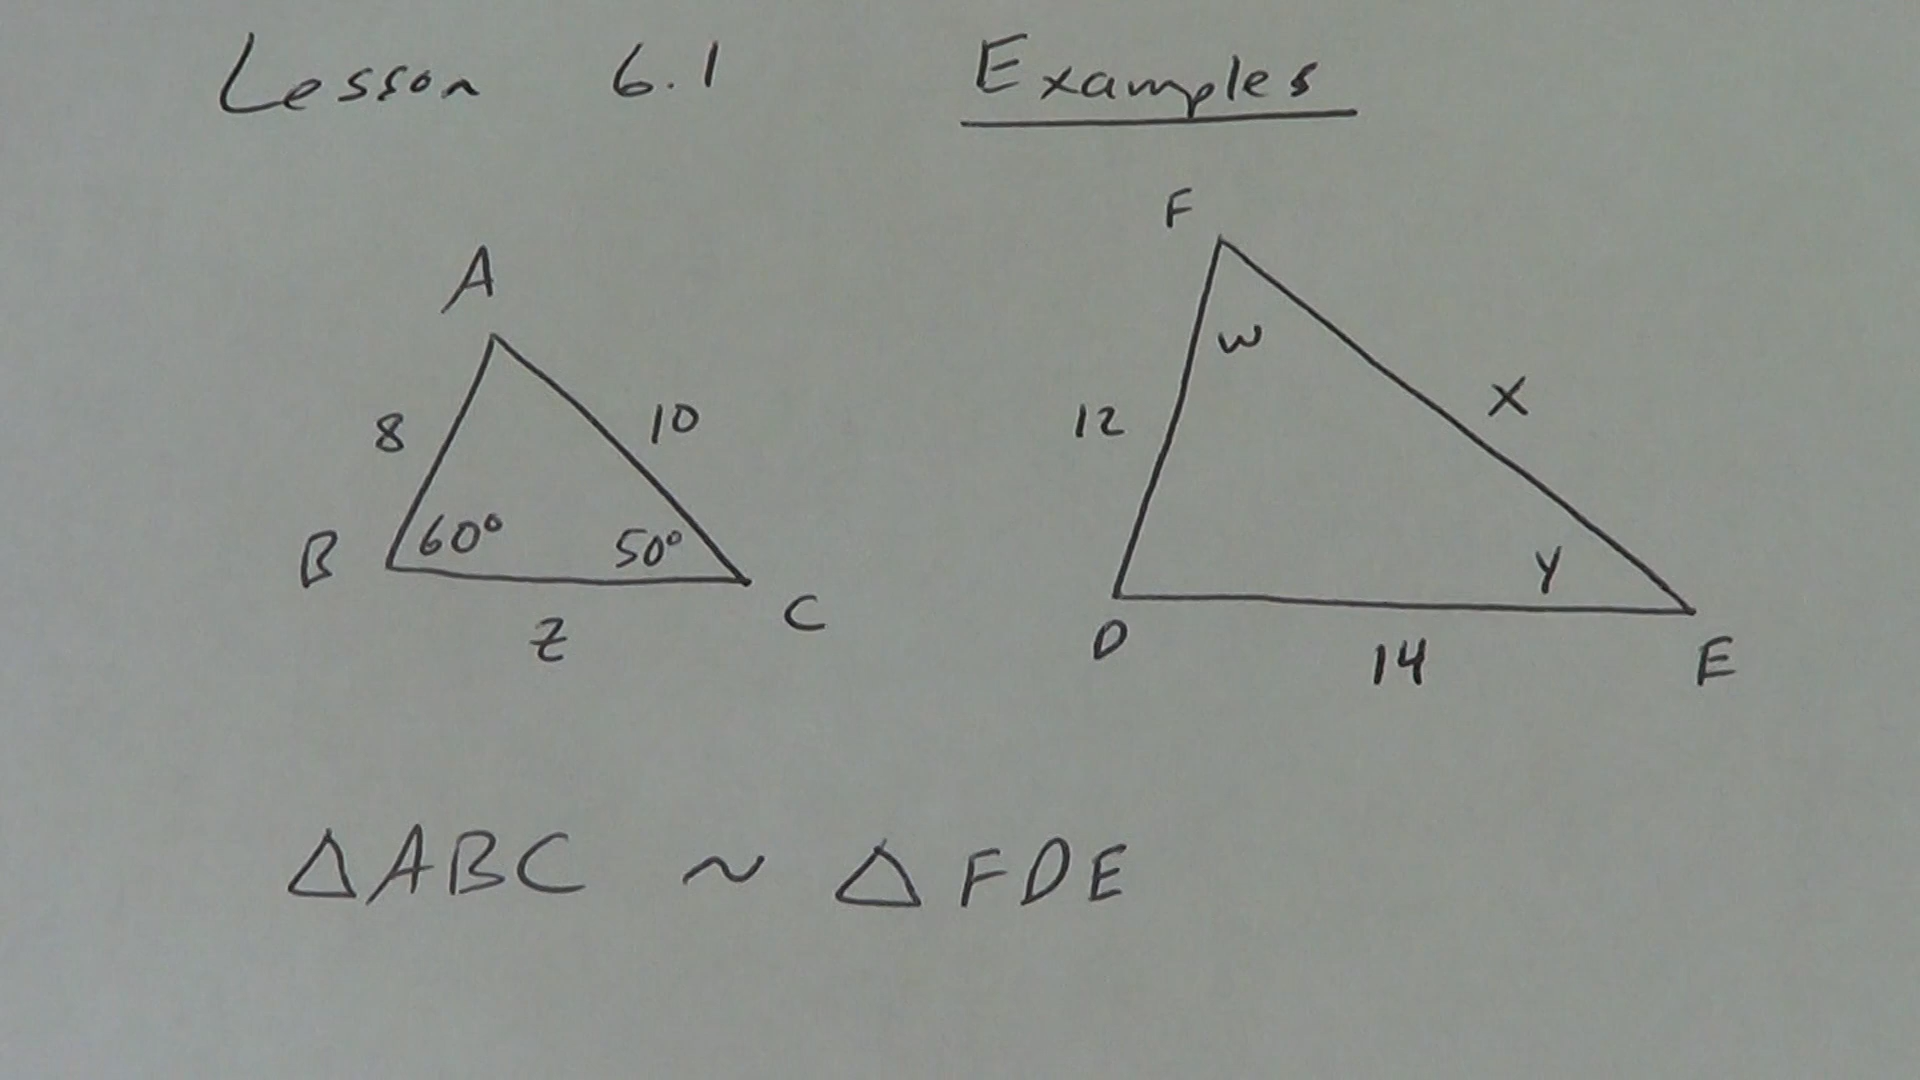 Lesson 6.1 Examples
F
A
w
8 10 12 x
B 60° 50° y
z C D 14 E
△ABC ~ △FDE